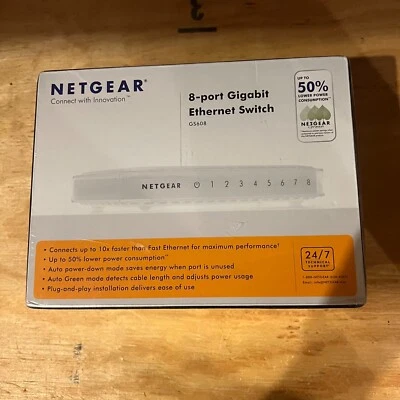 NETGEAR®
Connect with Innovation™
8-port Gigabit
Ethernet Switch
GS608
UP TO
50%
LOWER POWER
CONSUMPTION
NETGEAR
NETGEAR 1 2 3 4 5 6 7 8
• Connects up to 10x faster than Fast Ethernet for maximum performance!
• Up to 50% lower power consumption
• Auto power-down mode saves energy when port is unused
• Auto Green mode detects cable length and adjusts power usage
• Plug-and-play installation delivers ease of use
24/7
TECHNICAL
SUPPORT